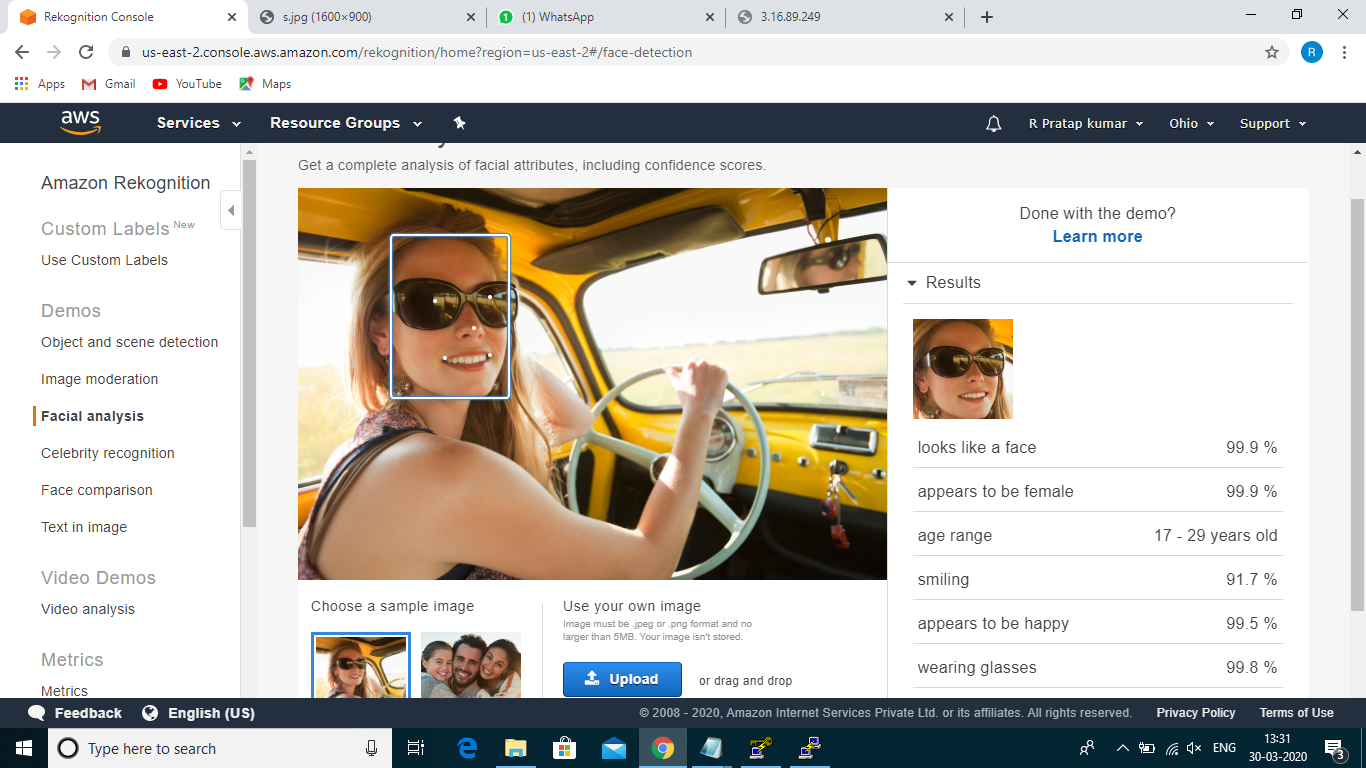 Rekognition Console
s.jpg (1600×900)
1
(1) WhatsApp
3.16.89.249
us-east-2.console.aws.amazon.com/rekognition/home?region=us-east-2#/face-detection
R
Apps
Gmail
YouTube
Maps
aws
Services
Resource Groups
R Pratap kumar
Ohio
Support
Amazon Rekognition
Custom Labels New
Use Custom Labels
Demos
Object and scene detection
Image moderation
Facial analysis
Celebrity recognition
Face comparison
Text in image
Video Demos
Video analysis
Metrics
Metrics
Get a complete analysis of facial attributes, including confidence scores.
Choose a sample image
Use your own image
Image must be .jpeg or .png format and no
larger than 5MB. Your image isn't stored.
Upload
or drag and drop
Done with the demo?
Learn more
Results
looks like a face 99.9 %
appears to be female 99.9 %
age range 17 - 29 years old
smiling 91.7 %
appears to be happy 99.5 %
wearing glasses 99.8 %
Feedback
English (US)
© 2008 - 2020, Amazon Internet Services Private Ltd. or its affiliates. All rights reserved.
Privacy Policy
Terms of Use
Type here to search
ENG
13:31
30-03-2020
3